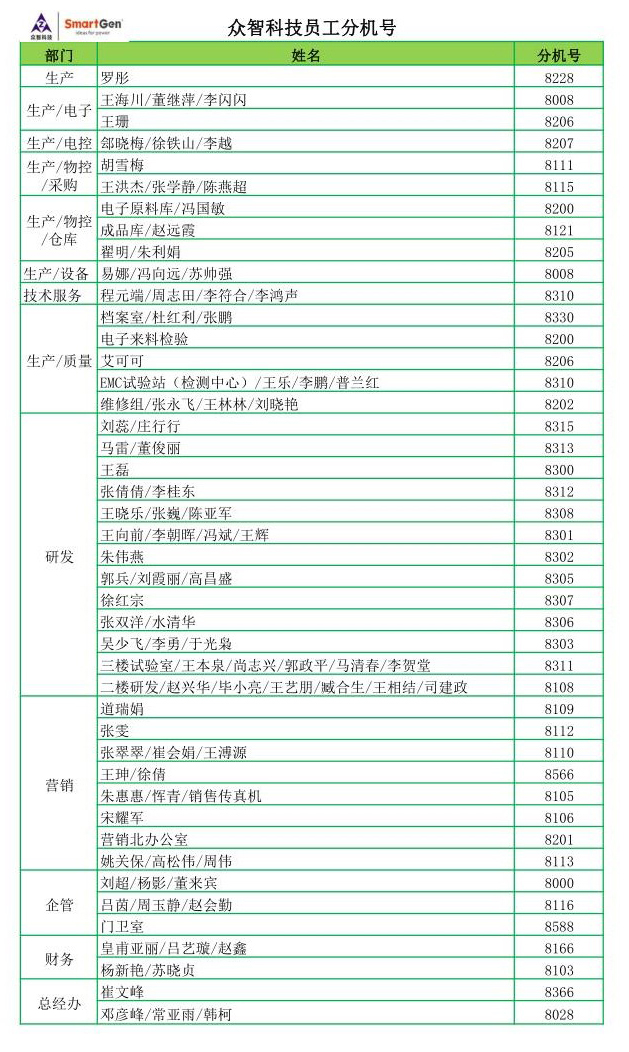 众智科技
SmartGen
ideas for power
众智科技员工分机号
部门 姓名 分机号
生产 罗彤 8228
生产/电子 王海川/董继萍/李闪闪 8008
王珊 8206
生产/电控 郐晓梅/徐铁山/李越 8207
生产/物控/采购 胡雪梅 8111
王洪杰/张学静/陈燕超 8115
生产/物控/仓库 电子原料库/冯国敏 8200
成品库/赵远霞 8121
翟明/朱利娟 8205
生产/设备 易娜/冯向远/苏帅强 8008
技术服务 程元端/周志田/李符合/李鸿声 8310
生产/质量 档案室/杜红利/张鹏 8330
电子来料检验 8200
艾可可 8206
EMC试验站（检测中心）/王乐/李鹏/普兰红 8310
维修组/张永飞/王林林/刘晓艳 8202
研发 刘蕊/庄行行 8315
马雷/董俊丽 8313
王磊 8300
张倩倩/李桂东 8312
王晓乐/张巍/陈亚军 8308
王向前/李朝晖/冯斌/王辉 8301
朱伟燕 8302
郭兵/刘霞丽/高昌盛 8305
徐红宗 8307
张双洋/水清华 8306
吴少飞/李勇/于光枭 8303
三楼试验室/王本泉/尚志兴/郭政平/马清春/李贺堂 8311
二楼研发/赵兴华/毕小亮/王艺朋/臧合生/王相结/司建政 8108
营销 道瑞娟 8109
张雯 8112
张翠翠/崔会娟/王溥源 8110
王珅/徐倩 8566
朱惠惠/恽青/销售传真机 8105
宋耀军 8106
营销北办公室 8201
姚关保/高松伟/周伟 8113
企管 刘超/杨影/董来宾 8000
吕茵/周玉静/赵会勤 8116
门卫室 8588
财务 皇甫亚丽/吕艺璇/赵鑫 8166
杨新艳/苏晓贞 8103
总经办 崔文峰 8366
邓彦峰/常亚雨/韩柯 8028